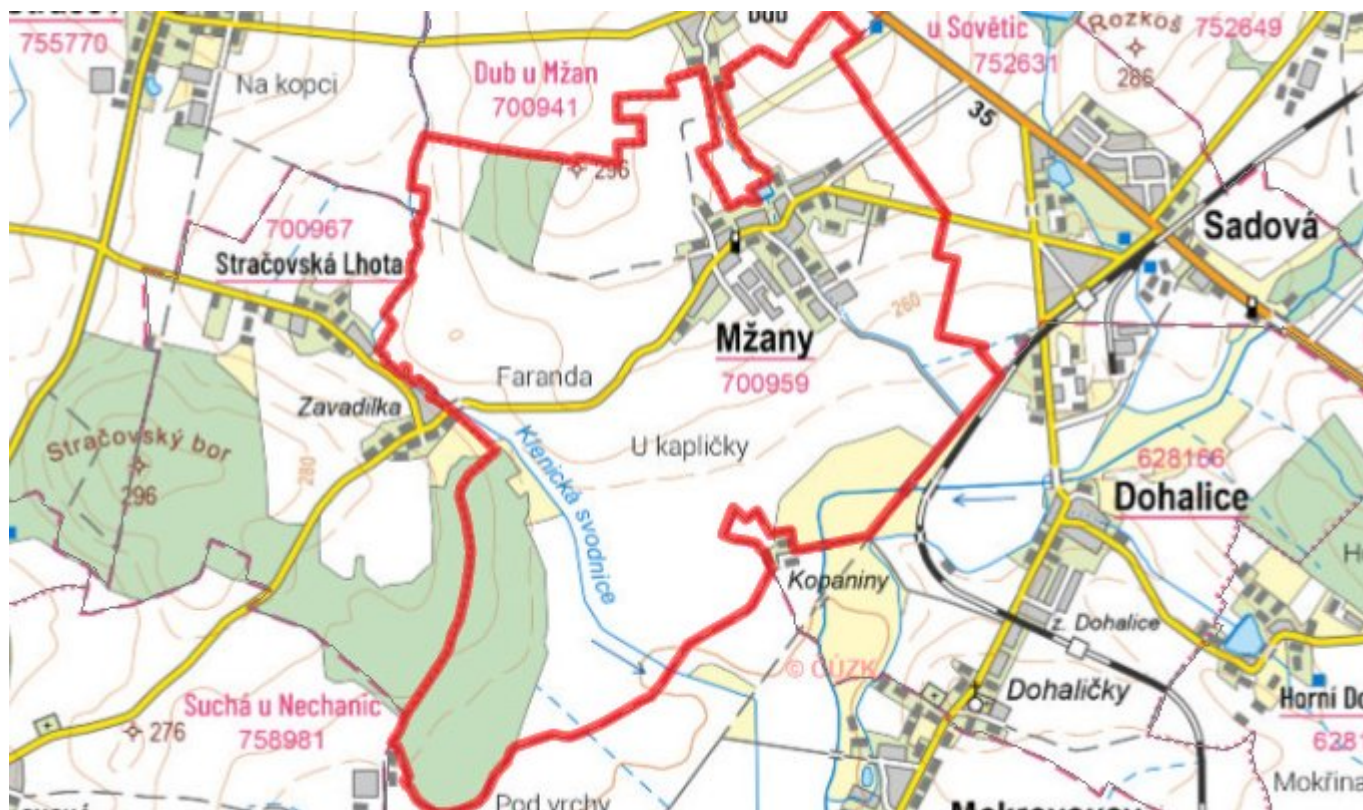 Dub
755770
u Sovětic
752631
Rozkoš
286
752649
Na kopci
Dub u Mžan
700941
35
296
700967
Stračovská Lhota
Sadová
Mžany
700959
260
Faranda
Zavadilka
U kapličky
Stračovský bor
296
280
Klenická svodnice
628166
Dohalice
Kopaniny
z. Dohalice
© ČÚZK
Dohaličky
Suchá u Nechanic
758981
276
Horní Do
628
Mokřina
Pod vrchy